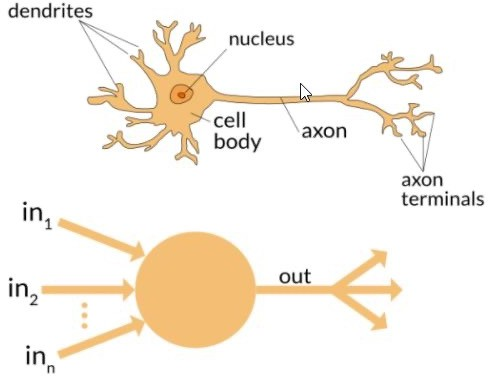 dendrites
nucleus
cell
body
axon
axon
terminals
in1
out
in2
inn